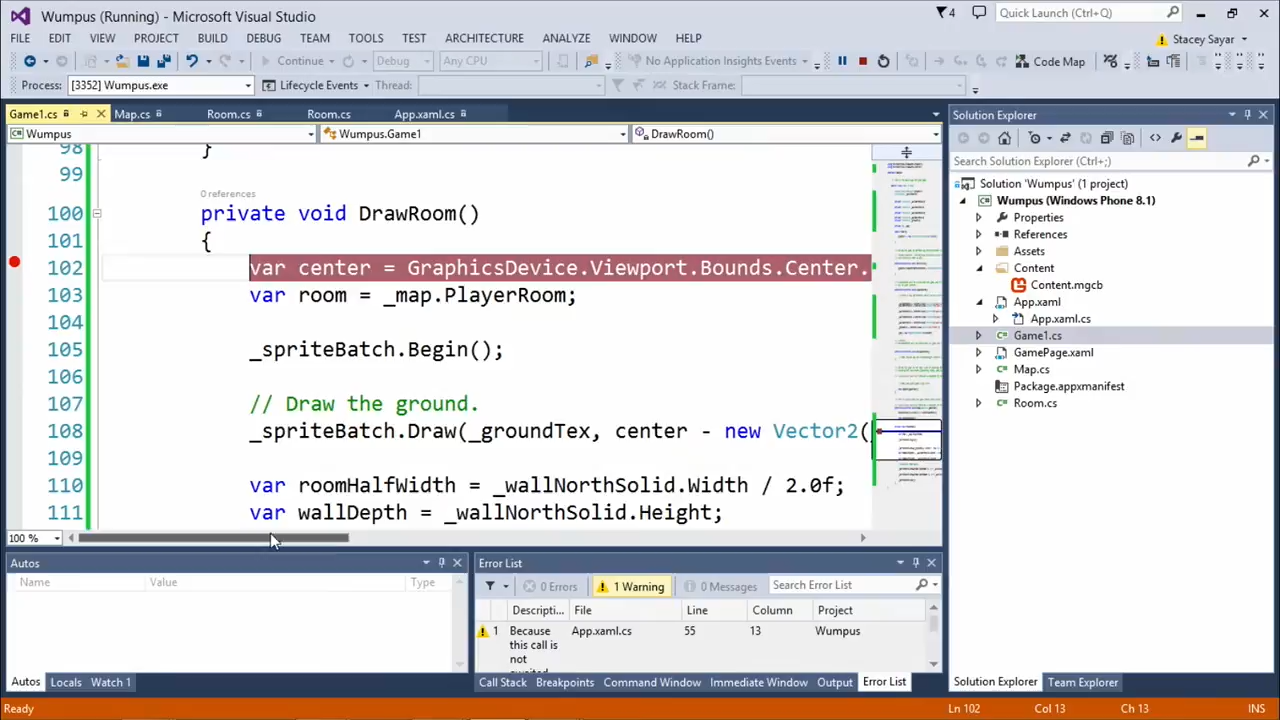 Wumpus (Running) - Microsoft Visual Studio
4
Quick Launch (Ctrl+Q)
FILE EDIT VIEW PROJECT BUILD DEBUG TEAM TOOLS TEST ARCHITECTURE ANALYZE WINDOW HELP
Stacey Sayar
Continue Debug Any CPU No Application Insights Events Code Map
Process: [3352] Wumpus.exe Lifecycle Events Thread: Stack Frame:
Game1.cs Map.cs Room.cs Room.cs App.xaml.cs
Wumpus Wumpus.Game1 DrawRoom()
98 }
99
0 references
100 private void DrawRoom()
101 {
102 var center = GraphicsDevice.Viewport.Bounds.Center.
103 var room = _map.PlayerRoom;
104
105 _spriteBatch.Begin();
106
107 // Draw the ground.
108 _spriteBatch.Draw(_groundTex, center - new Vector2(
109
110 var roomHalfWidth = _wallNorthSolid.Width / 2.0f;
111 var wallDepth = _wallNorthSolid.Height;
100 %
Solution Explorer
Search Solution Explorer (Ctrl+;)
Solution 'Wumpus' (1 project)
Wumpus (Windows Phone 8.1)
Properties
References
Assets
Content
Content.mgcb
App.xaml
App.xaml.cs
Game1.cs
GamePage.xaml
Map.cs
Package.appxmanifest
Room.cs
Solution Explorer Team Explorer
Autos
Name Value Type
Autos Locals Watch 1
Error List
0 Errors 1 Warning 0 Messages Search Error List
Descripti... File Line Column Project
1 Because App.xaml.cs 55 13 Wumpus
this call is
not
Call Stack Breakpoints Command Window Immediate Window Output Error List
Ready Ln 102 Col 13 Ch 13 INS